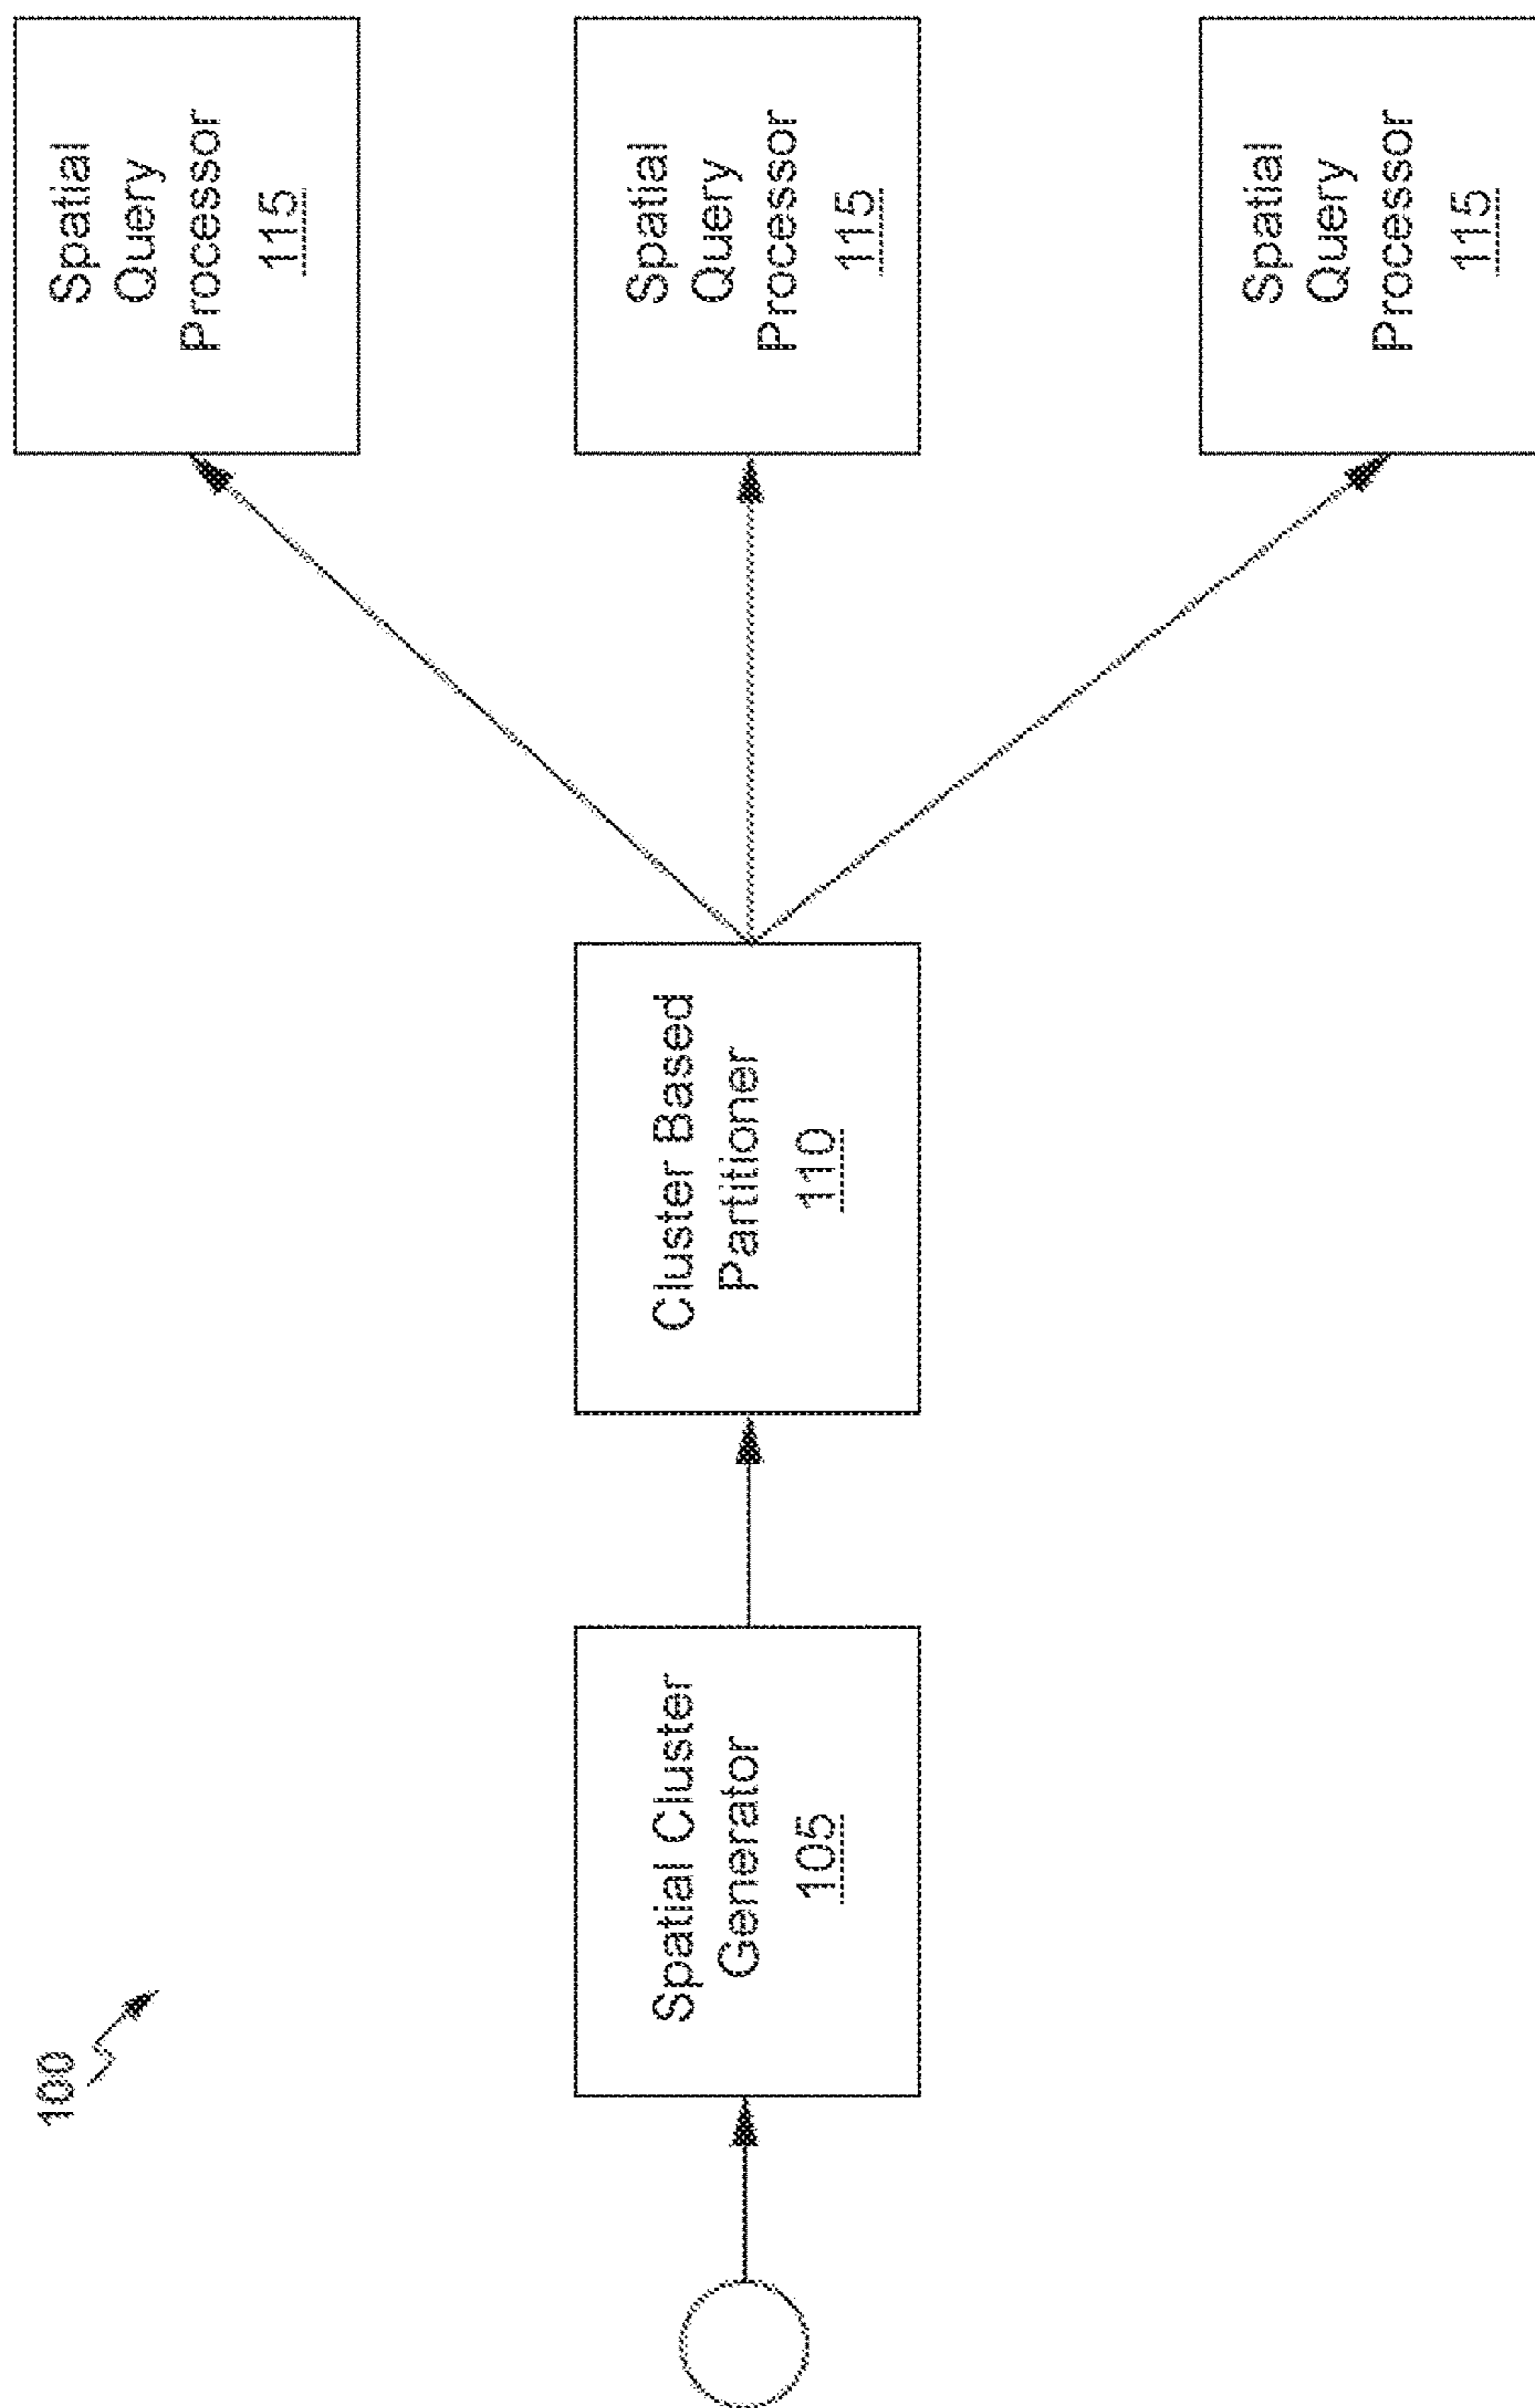 100
Spatial Cluster
Generator
105
Cluster Based
Partitioner
110
Spatial
Query
Processor
115
Spatial
Query
Processor
115
Spatial
Query
Processor
115